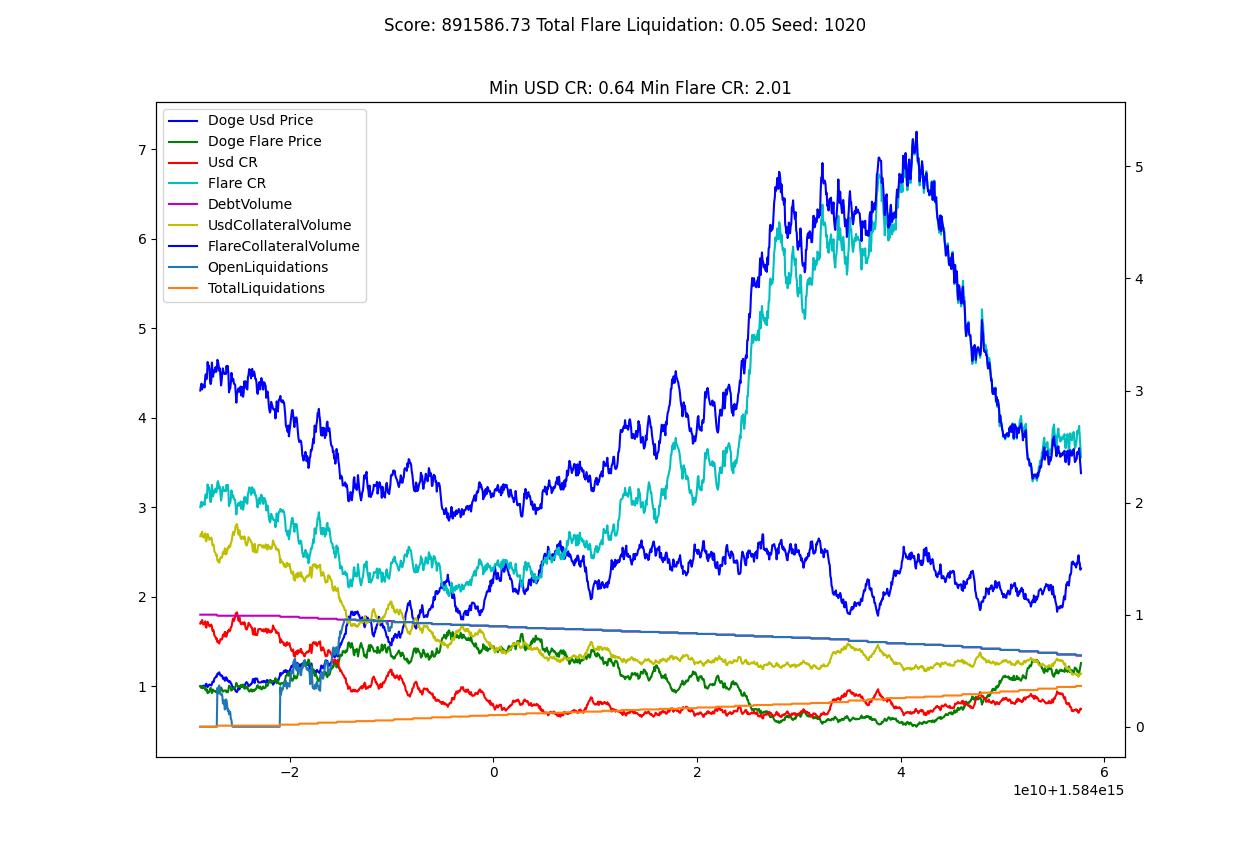 Score: 891586.73 Total Flare Liquidation: 0.05 Seed: 1020
Min USD CR: 0.64 Min Flare CR: 2.01
Doge Usd Price
Doge Flare Price
Usd CR
Flare CR
DebtVolume
UsdCollateralVolume
FlareCollateralVolume
OpenLiquidations
TotalLiquidations
7
6
5
4
3
2
1
5
4
3
2
1
0
−2 0 2 4 6
1e10+1.584e15